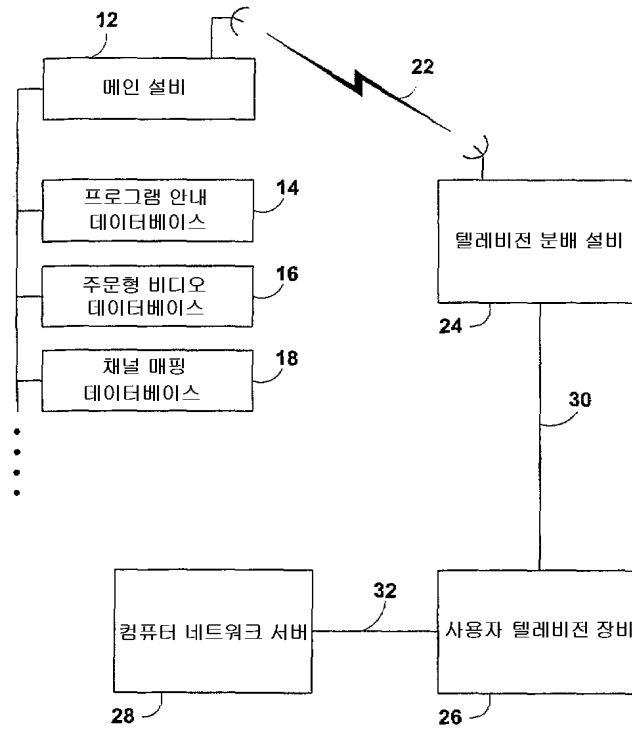 12
메인 설비
22
프로그램 안내
데이터베이스
14
텔레비전 분배 설비
주문형 비디오
데이터베이스
16
24
채널 매핑
데이터베이스
18
30
컴퓨터 네트워크 서버
32
사용자 텔레비전 장비
28
26